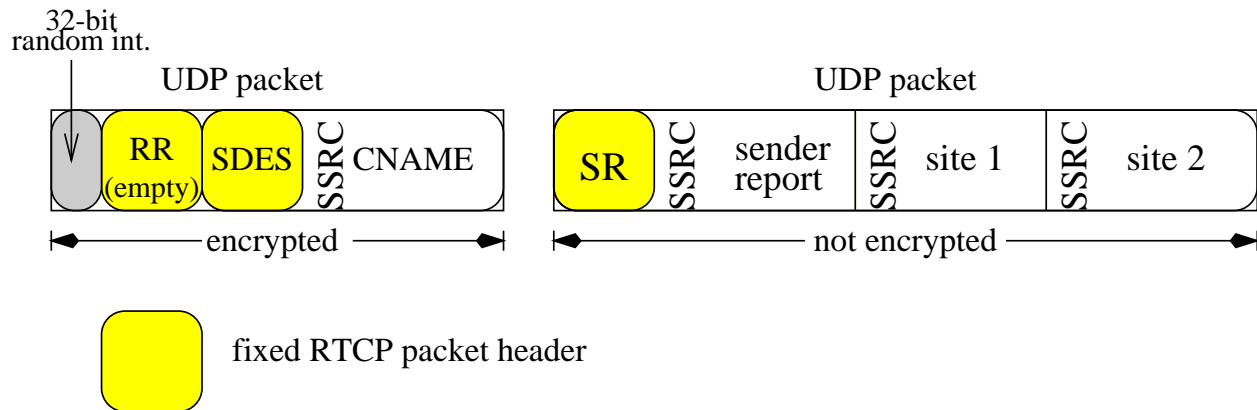 32-bit
random int.
UDP packet
UDP packet
RR
(empty)
SDES
SSRC
CNAME
SR
SSRC
sender
report
SSRC
site 1
SSRC
site 2
encrypted
not encrypted
fixed RTCP packet header